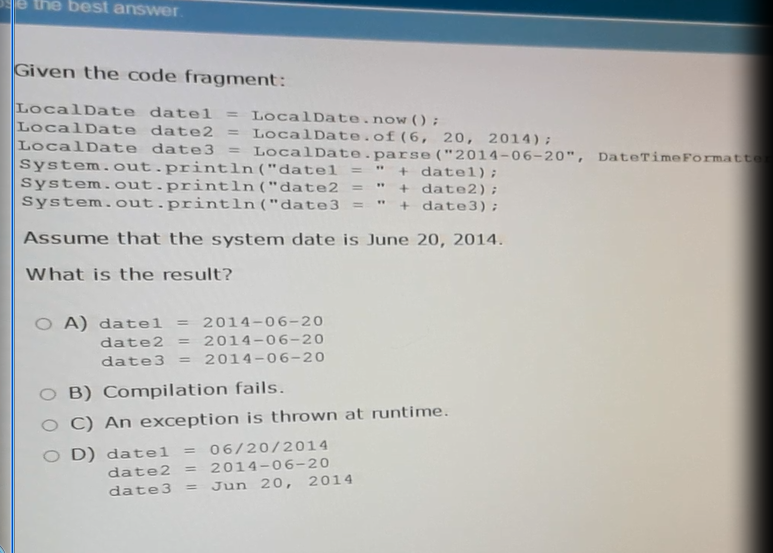 the best answer.
Given the code fragment:
LocalDate date1 = LocalDate.now();
LocalDate date2 = LocalDate.of(6, 20, 2014);
LocalDate date3 = LocalDate.parse("2014-06-20", DateTimeFormatte
System.out.println("date1 = " + date1);
System.out.println("date2 = " + date2);
System.out.println("date3 = " + date3);
Assume that the system date is June 20, 2014.
What is the result?
A) date1 = 2014-06-20
date2 = 2014-06-20
date3 = 2014-06-20
B) Compilation fails.
C) An exception is thrown at runtime.
D) date1 = 06/20/2014
date2 = 2014-06-20
date3 = Jun 20, 2014